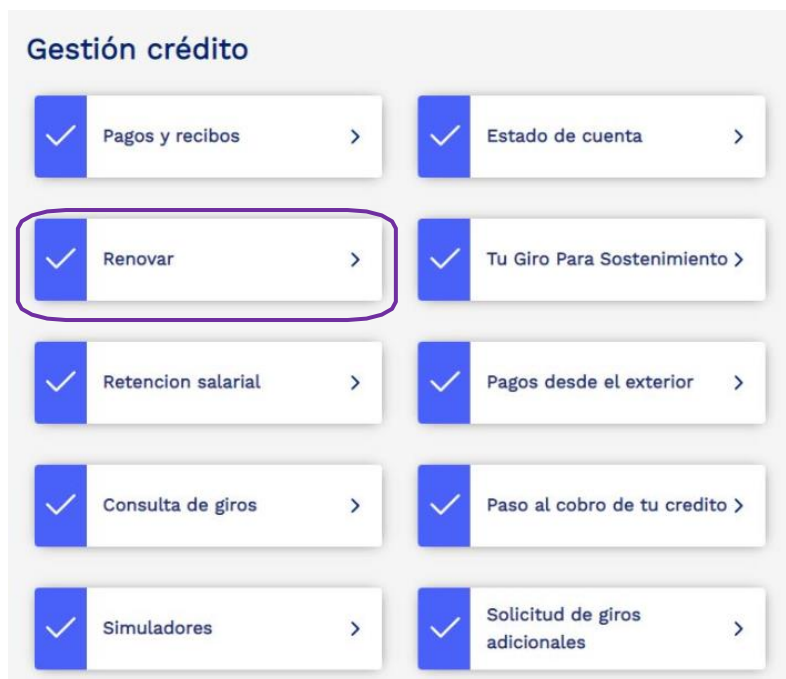 Gestión crédito
Pagos y recibos
Estado de cuenta
Renovar
Tu Giro Para Sostenimiento
Retencion salarial
Pagos desde el exterior
Consulta de giros
Paso al cobro de tu credito
Simuladores
Solicitud de giros
adicionales